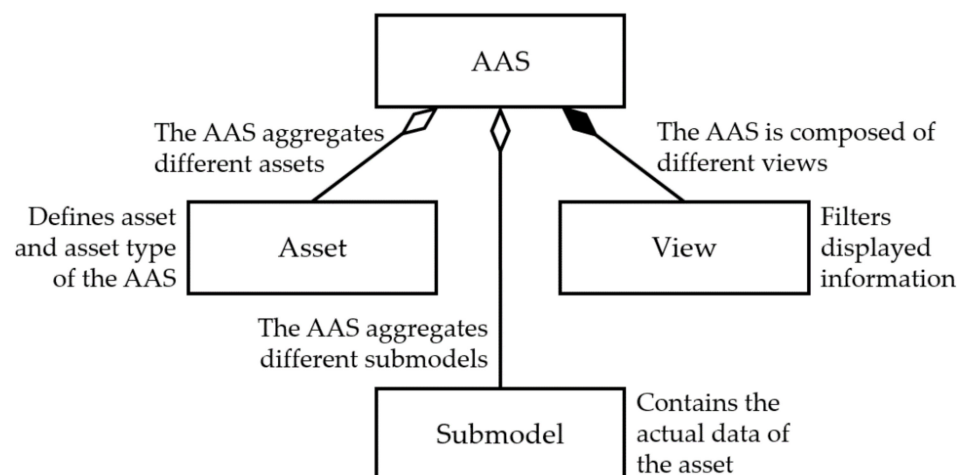 AAS
The AAS aggregates
different assets
The AAS is composed of
different views
Defines asset
and asset type
of the AAS
Asset
View
Filters
displayed
information
The AAS aggregates
different submodels
Submodel
Contains the
actual data of
the asset